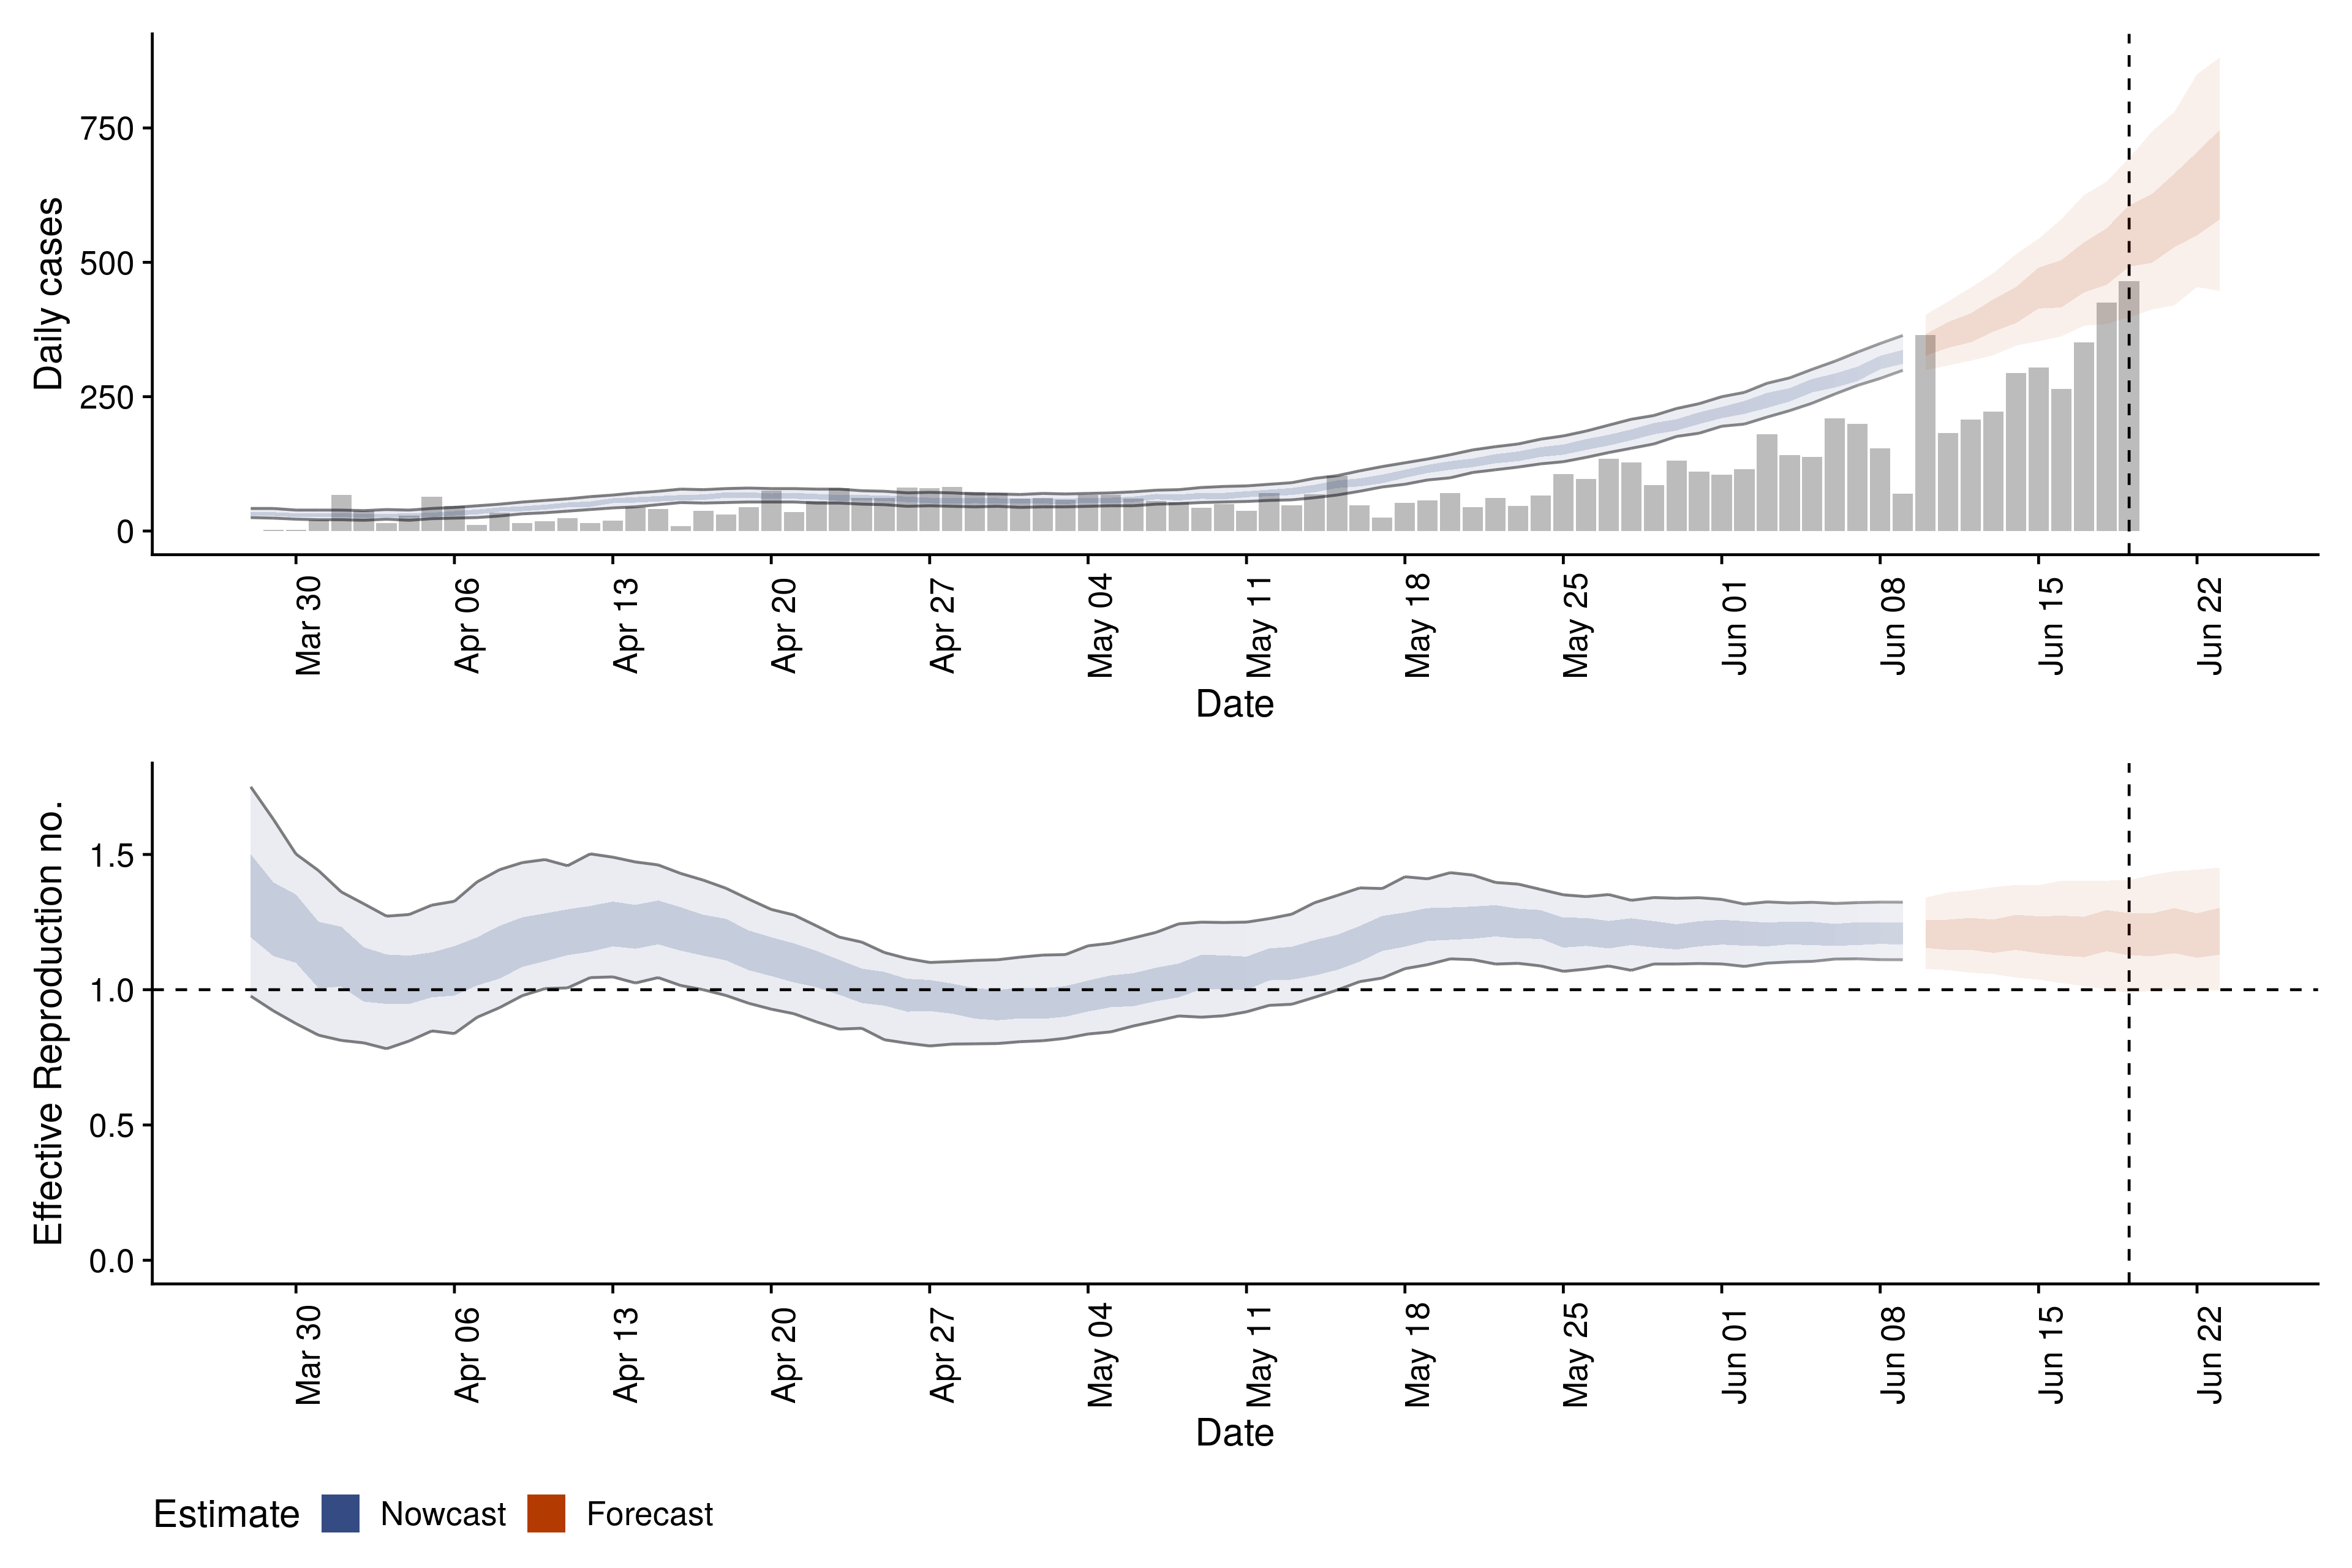 Daily cases
750
500
250
0
Mar 30
Apr 06
Apr 13
Apr 20
Apr 27
May 04
May 11
May 18
May 25
Jun 01
Jun 08
Jun 15
Jun 22
Date
Effective Reproduction no.
1.5
1.0
0.5
0.0
Mar 30
Apr 06
Apr 13
Apr 20
Apr 27
May 04
May 11
May 18
May 25
Jun 01
Jun 08
Jun 15
Jun 22
Date
Estimate Nowcast Forecast